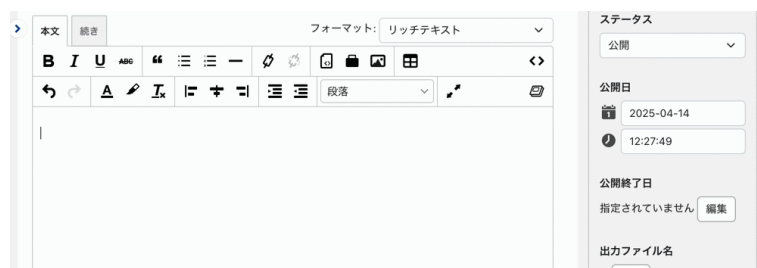 本文 続き
フォーマット: リッチテキスト
B I U ABC
A Tx
段落
ステータス
公開
公開日
1 2025-04-14
12:27:49
公開終了日
指定されていません 編集
出力ファイル名